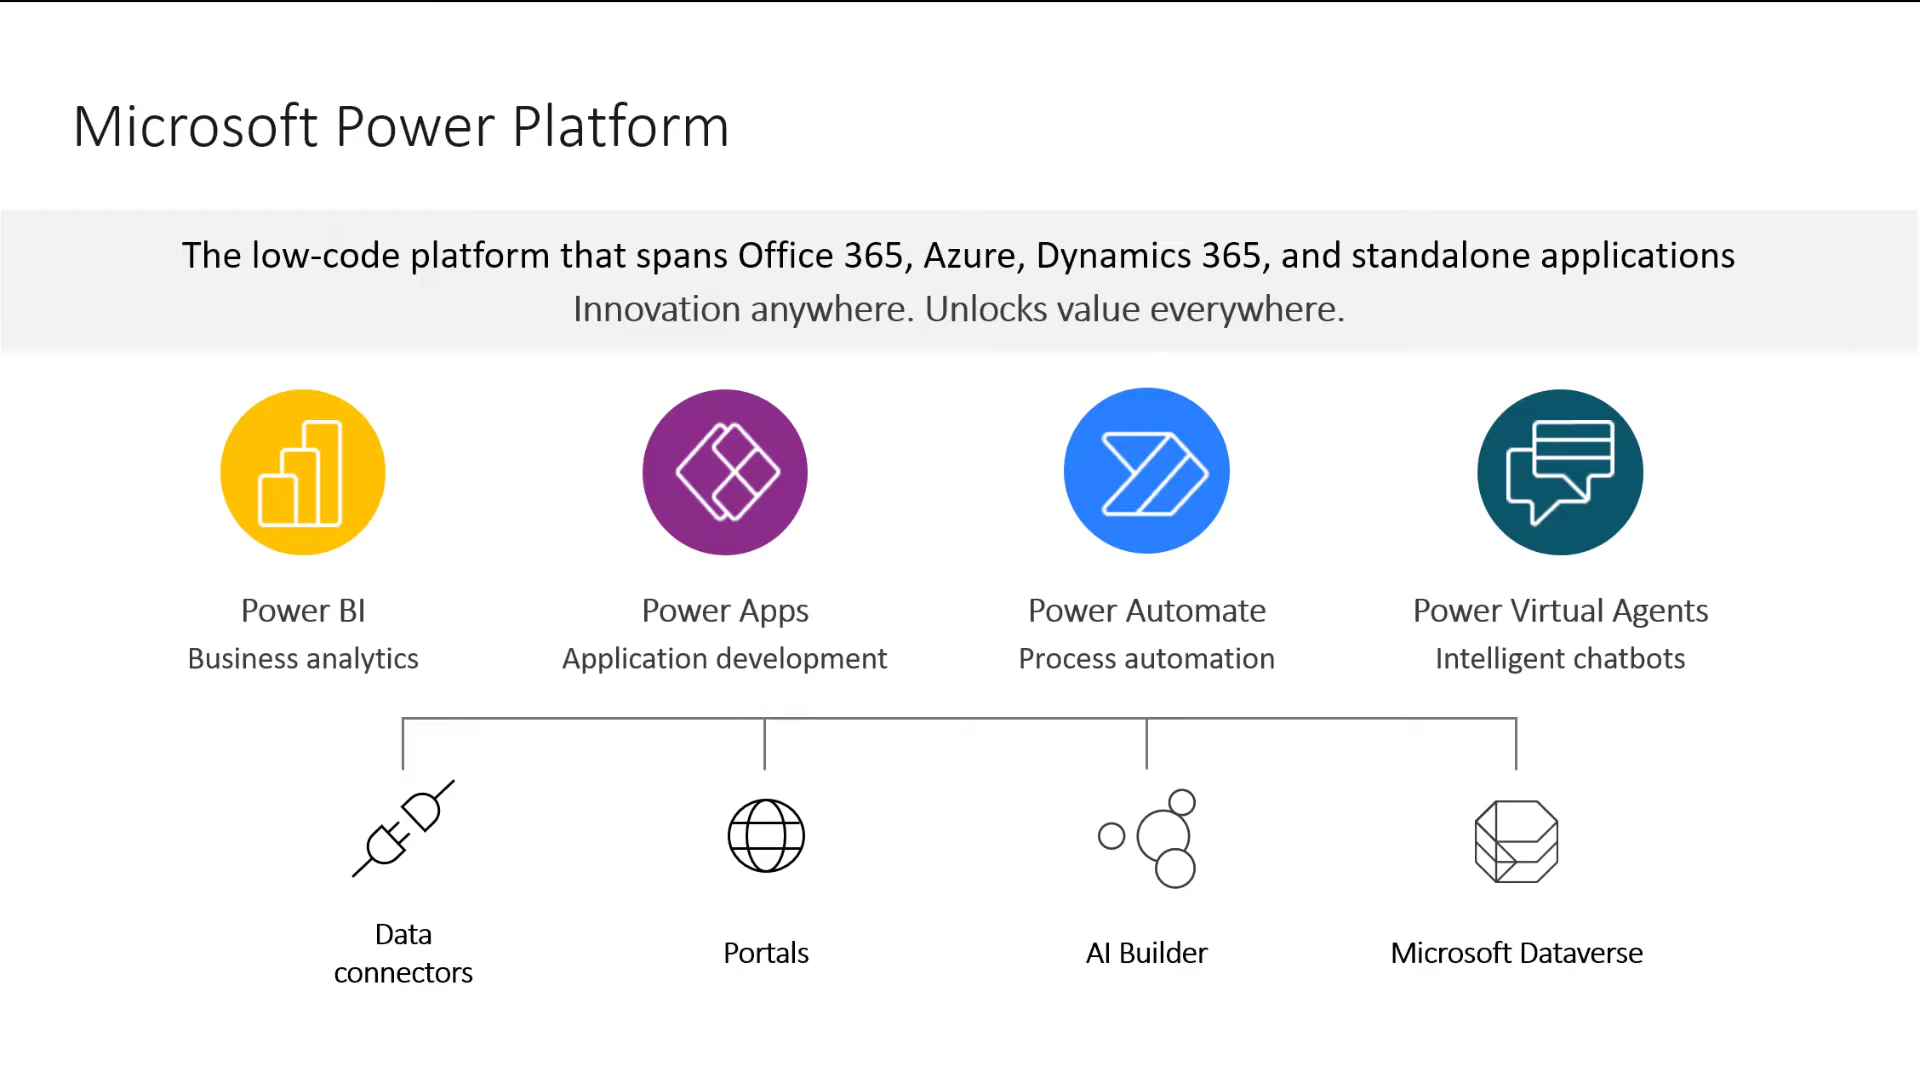 Microsoft Power Platform
The low-code platform that spans Office 365, Azure, Dynamics 365, and standalone applications
Innovation anywhere. Unlocks value everywhere.
Power BI
Business analytics
Power Apps
Application development
Power Automate
Process automation
Power Virtual Agents
Intelligent chatbots
Data
connectors
Portals
AI Builder
Microsoft Dataverse